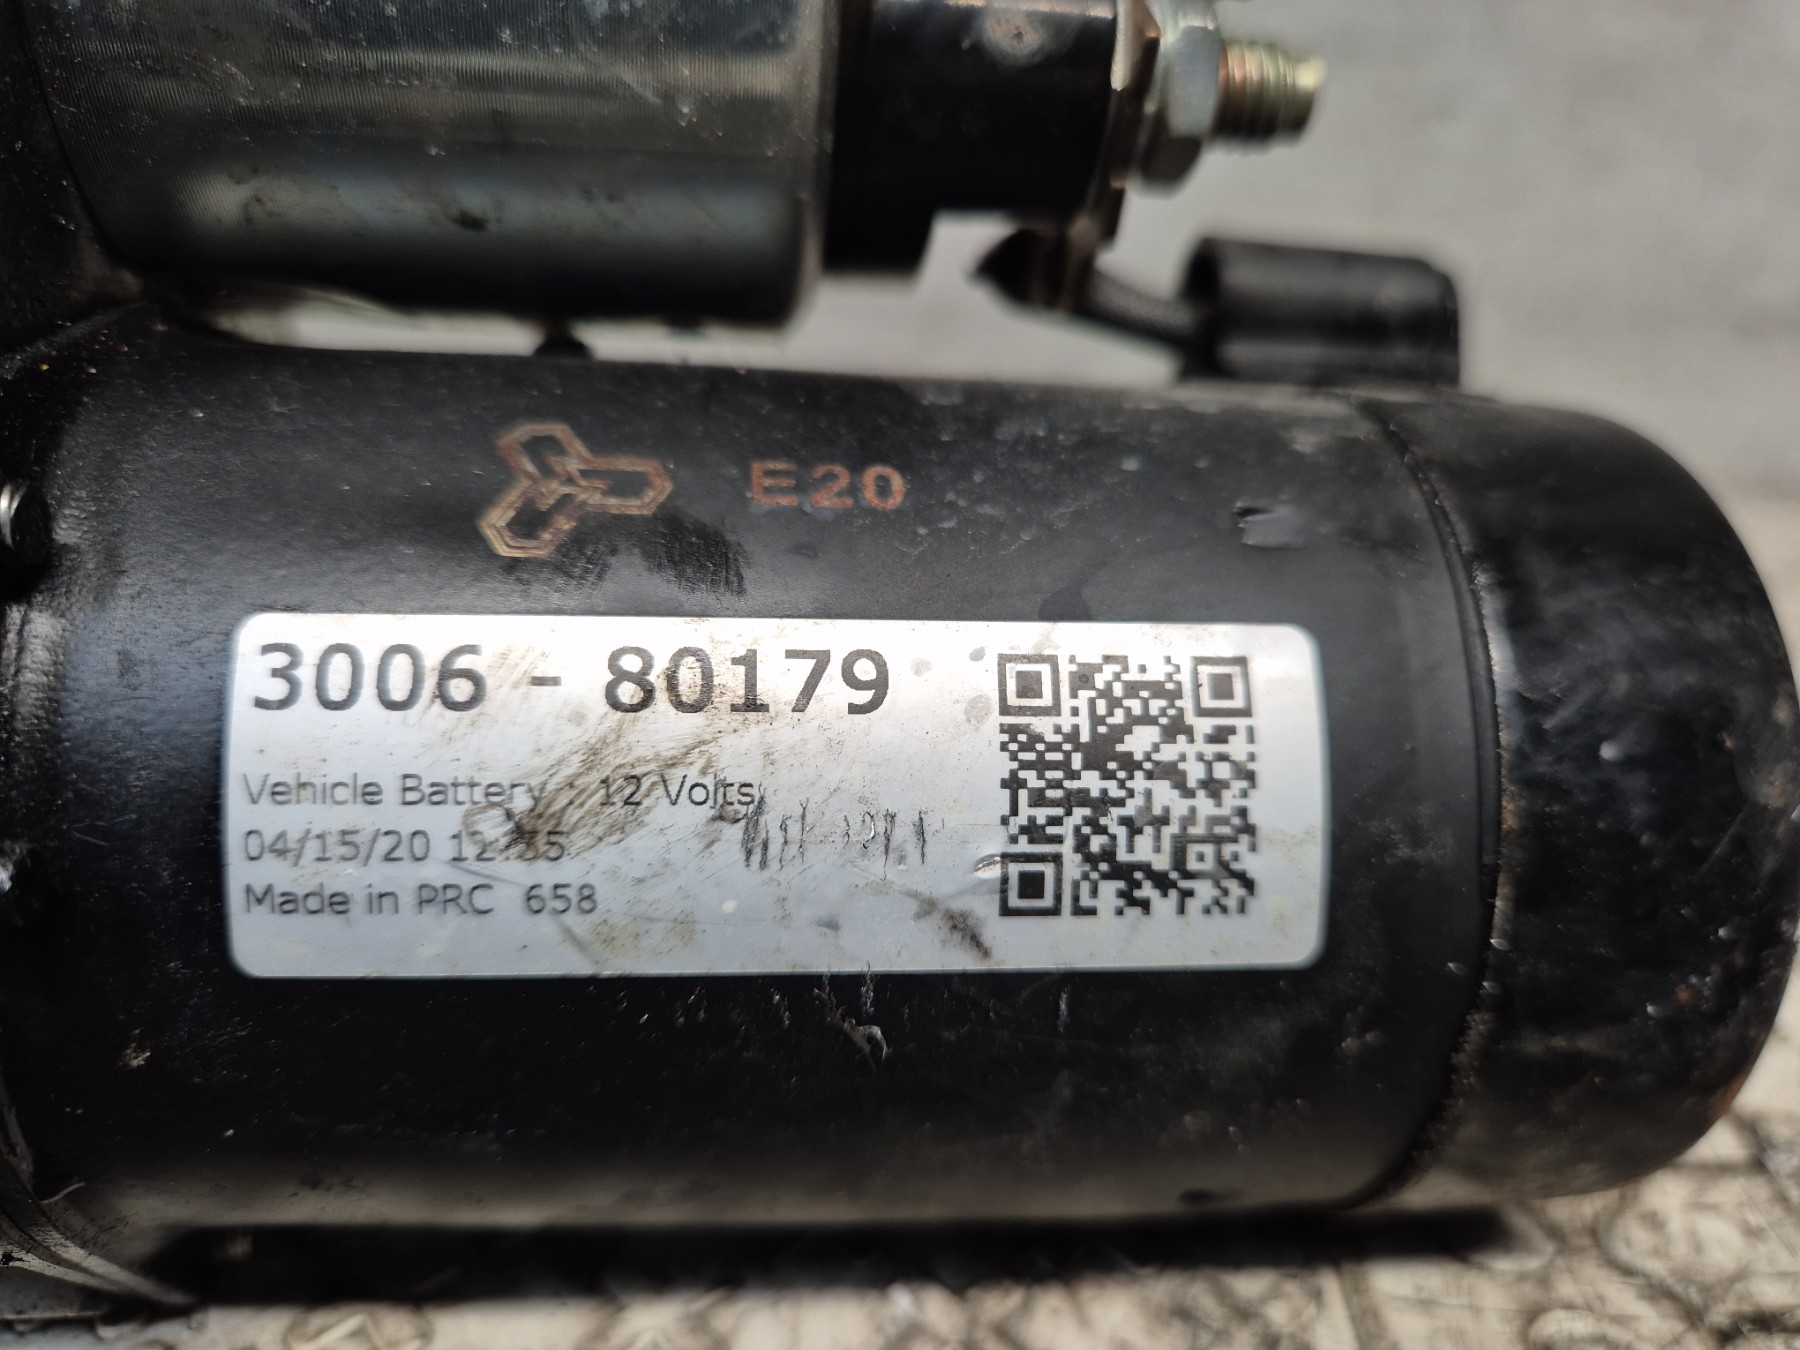 E20
3006 - 80179
Vehicle Battery : 12 Volts
04/15/20
Made in PRC 658